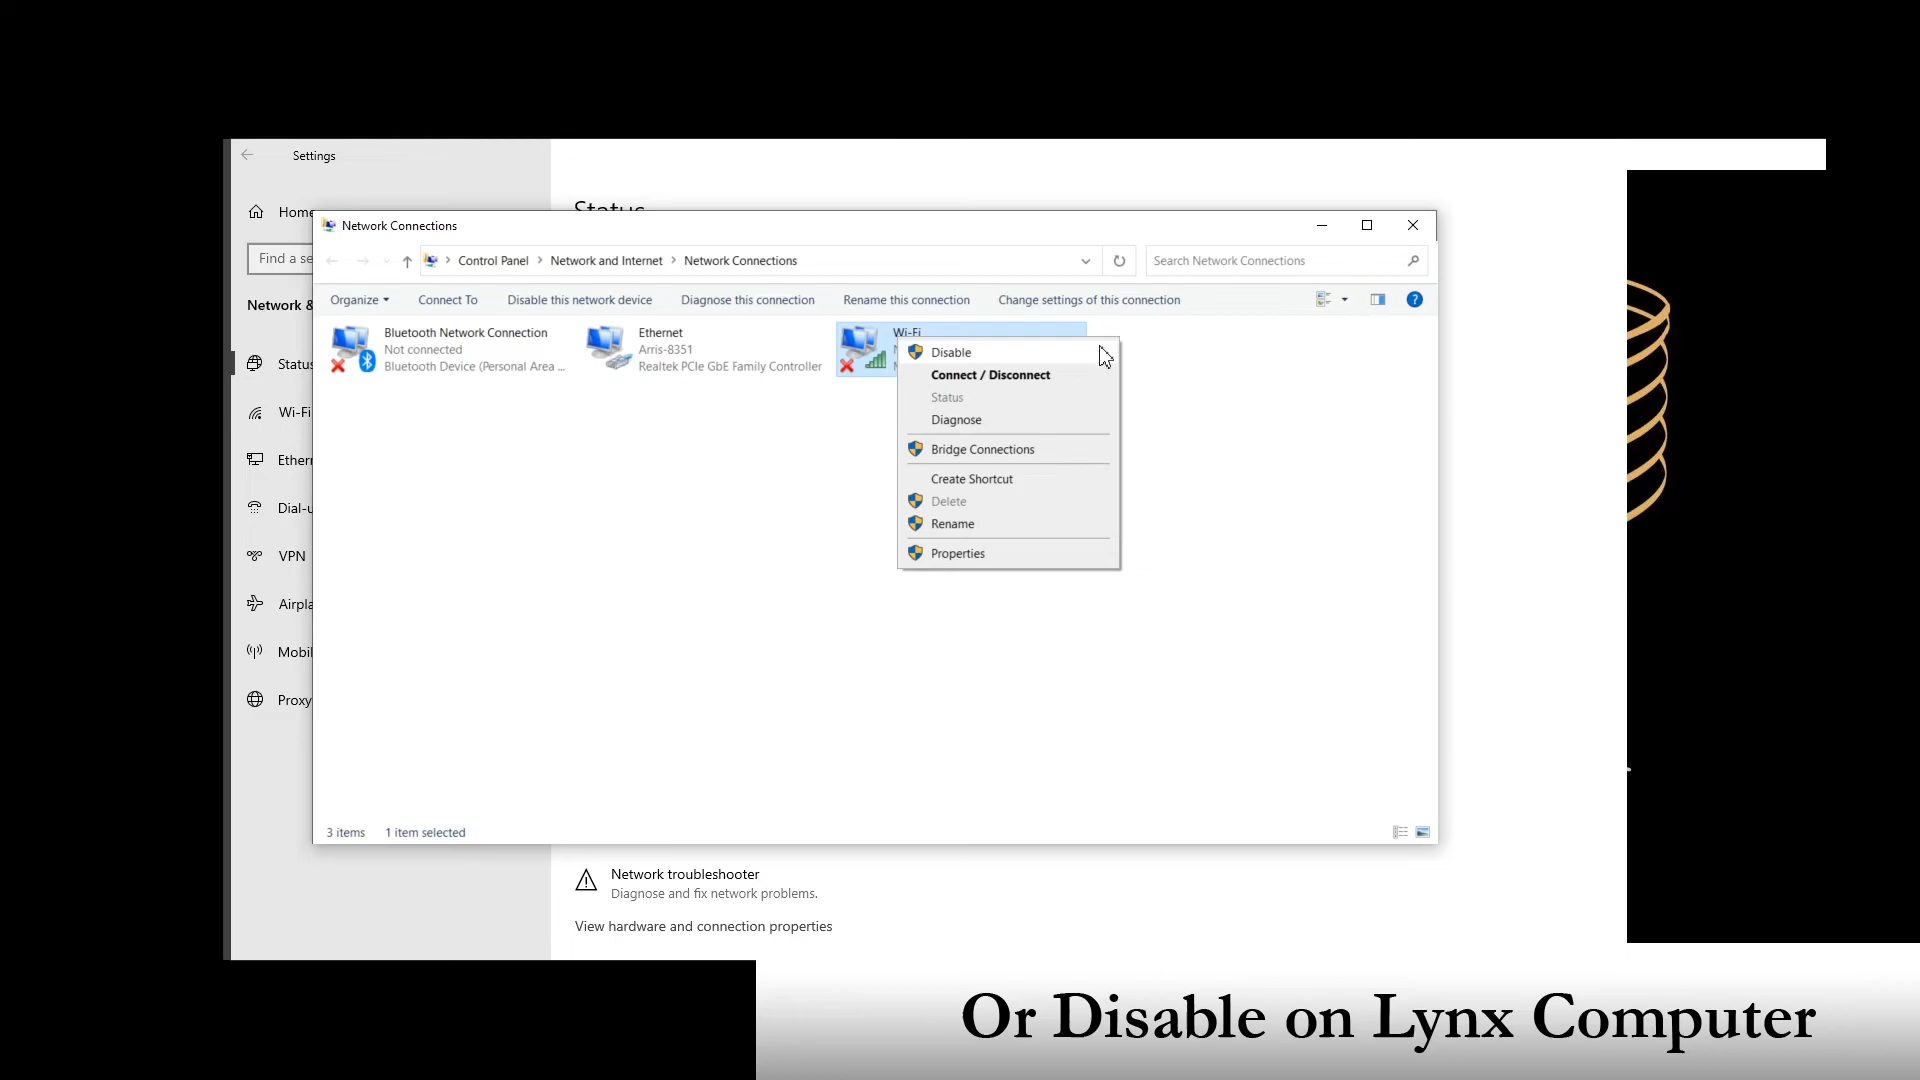 Settings
Status
Home
Find a se
Network &
Status
Wi-Fi
Ethern
Dial-u
VPN
Airpla
Mobil
Proxy
Network Connections
Control Panel
Network and Internet
Network Connections
Search Network Connections
Organize
Connect To
Disable this network device
Diagnose this connection
Rename this connection
Change settings of this connection
Bluetooth Network Connection
Not connected
Bluetooth Device (Personal Area ...
Ethernet
Arris-8351
Realtek PCIe GbE Family Controller
Wi-Fi
Disable
Connect / Disconnect
Status
Diagnose
Bridge Connections
Create Shortcut
Delete
Rename
Properties
3 items
1 item selected
Network troubleshooter
Diagnose and fix network problems.
View hardware and connection properties
Or Disable on Lynx Computer